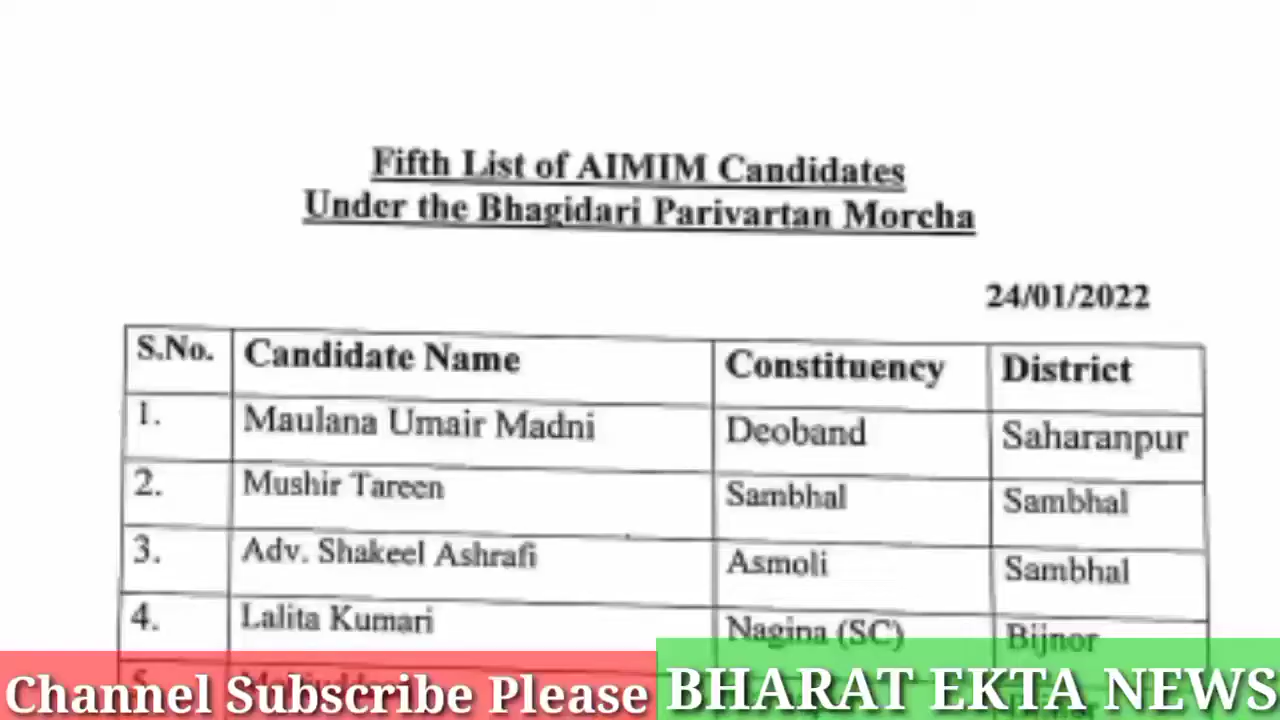 Fifth List of AIMIM Candidates
Under the Bhagidari Parivartan Morcha
24/01/2022
S.No. Candidate Name Constituency District
1. Maulana Umair Madni Deoband Saharanpur
2. Mushir Tareen Sambhal Sambhal
3. Adv. Shakeel Ashrafi Asmoli Sambhal
4. Lalita Kumari Nagina (SC) Bijnor
5.
Channel Subscribe Please BHARAT EKTA NEWS